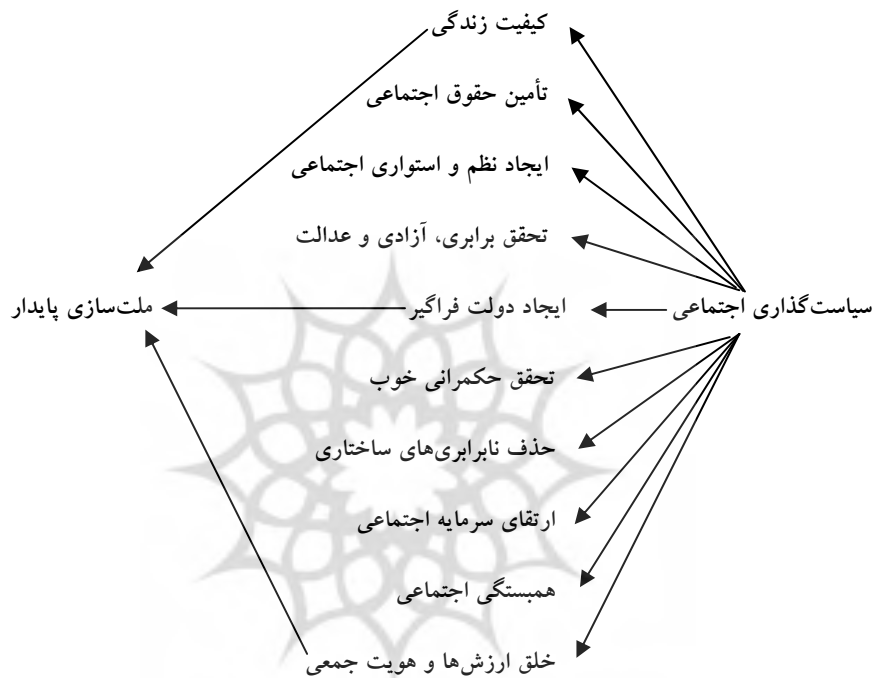 کیفیت زندگی
تأمین حقوق اجتماعی
ایجاد نظم و استواری اجتماعی
تحقق برابری، آزادی و عدالت
سیاست‌گذاری اجتماعی
ایجاد دولت فراگیر
ملت‌سازی پایدار
تحقق حکمرانی خوب
حذف نابرابری‌های ساختاری
ارتقای سرمایه اجتماعی
همبستگی اجتماعی
خلق ارزش‌ها و هویت جمعی